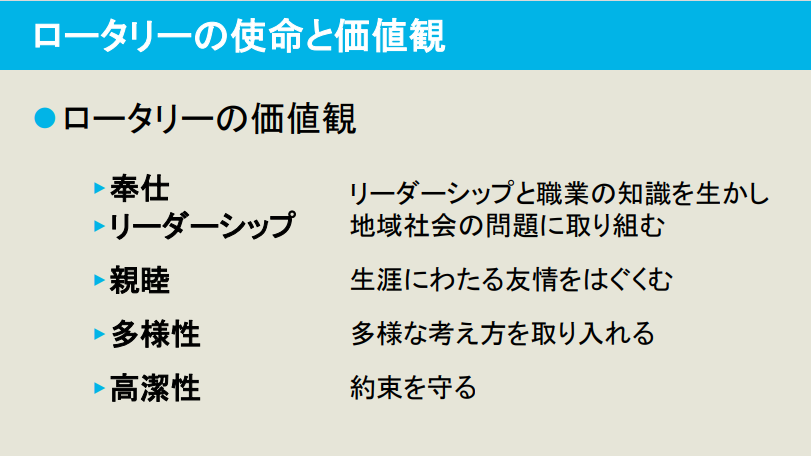 ロータリーの使命と価値観
ロータリーの価値観
奉仕
リーダーシップ
リーダーシップと職業の知識を生かし
地域社会の問題に取り組む
親睦
生涯にわたる友情をはぐくむ
多様性
多様な考え方を取り入れる
高潔性
約束を守る